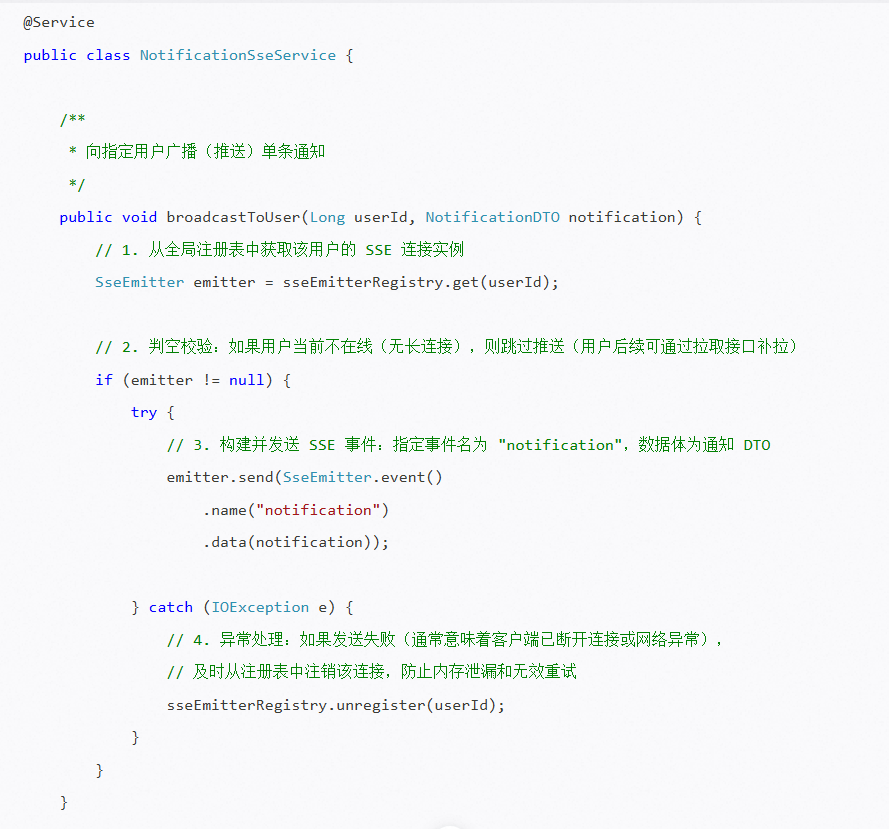 @Service
public class NotificationSseService {
/**
* 向指定用户广播（推送）单条通知
*/
public void broadcastToUser(Long userId, NotificationDTO notification) {
// 1. 从全局注册表中获取该用户的 SSE 连接实例
SseEmitter emitter = sseEmitterRegistry.get(userId);
// 2. 判空校验：如果用户当前不在线（无长连接），则跳过推送（用户后续可通过拉取接口补拉）
if (emitter != null) {
try {
// 3. 构建并发送 SSE 事件：指定事件名为 "notification"，数据体为通知 DTO
emitter.send(SseEmitter.event()
.name("notification")
.data(notification));
} catch (IOException e) {
// 4. 异常处理：如果发送失败（通常意味着客户端已断开连接或网络异常），
// 及时从注册表中注销该连接，防止内存泄漏和无效重试
sseEmitterRegistry.unregister(userId);
}
}
}